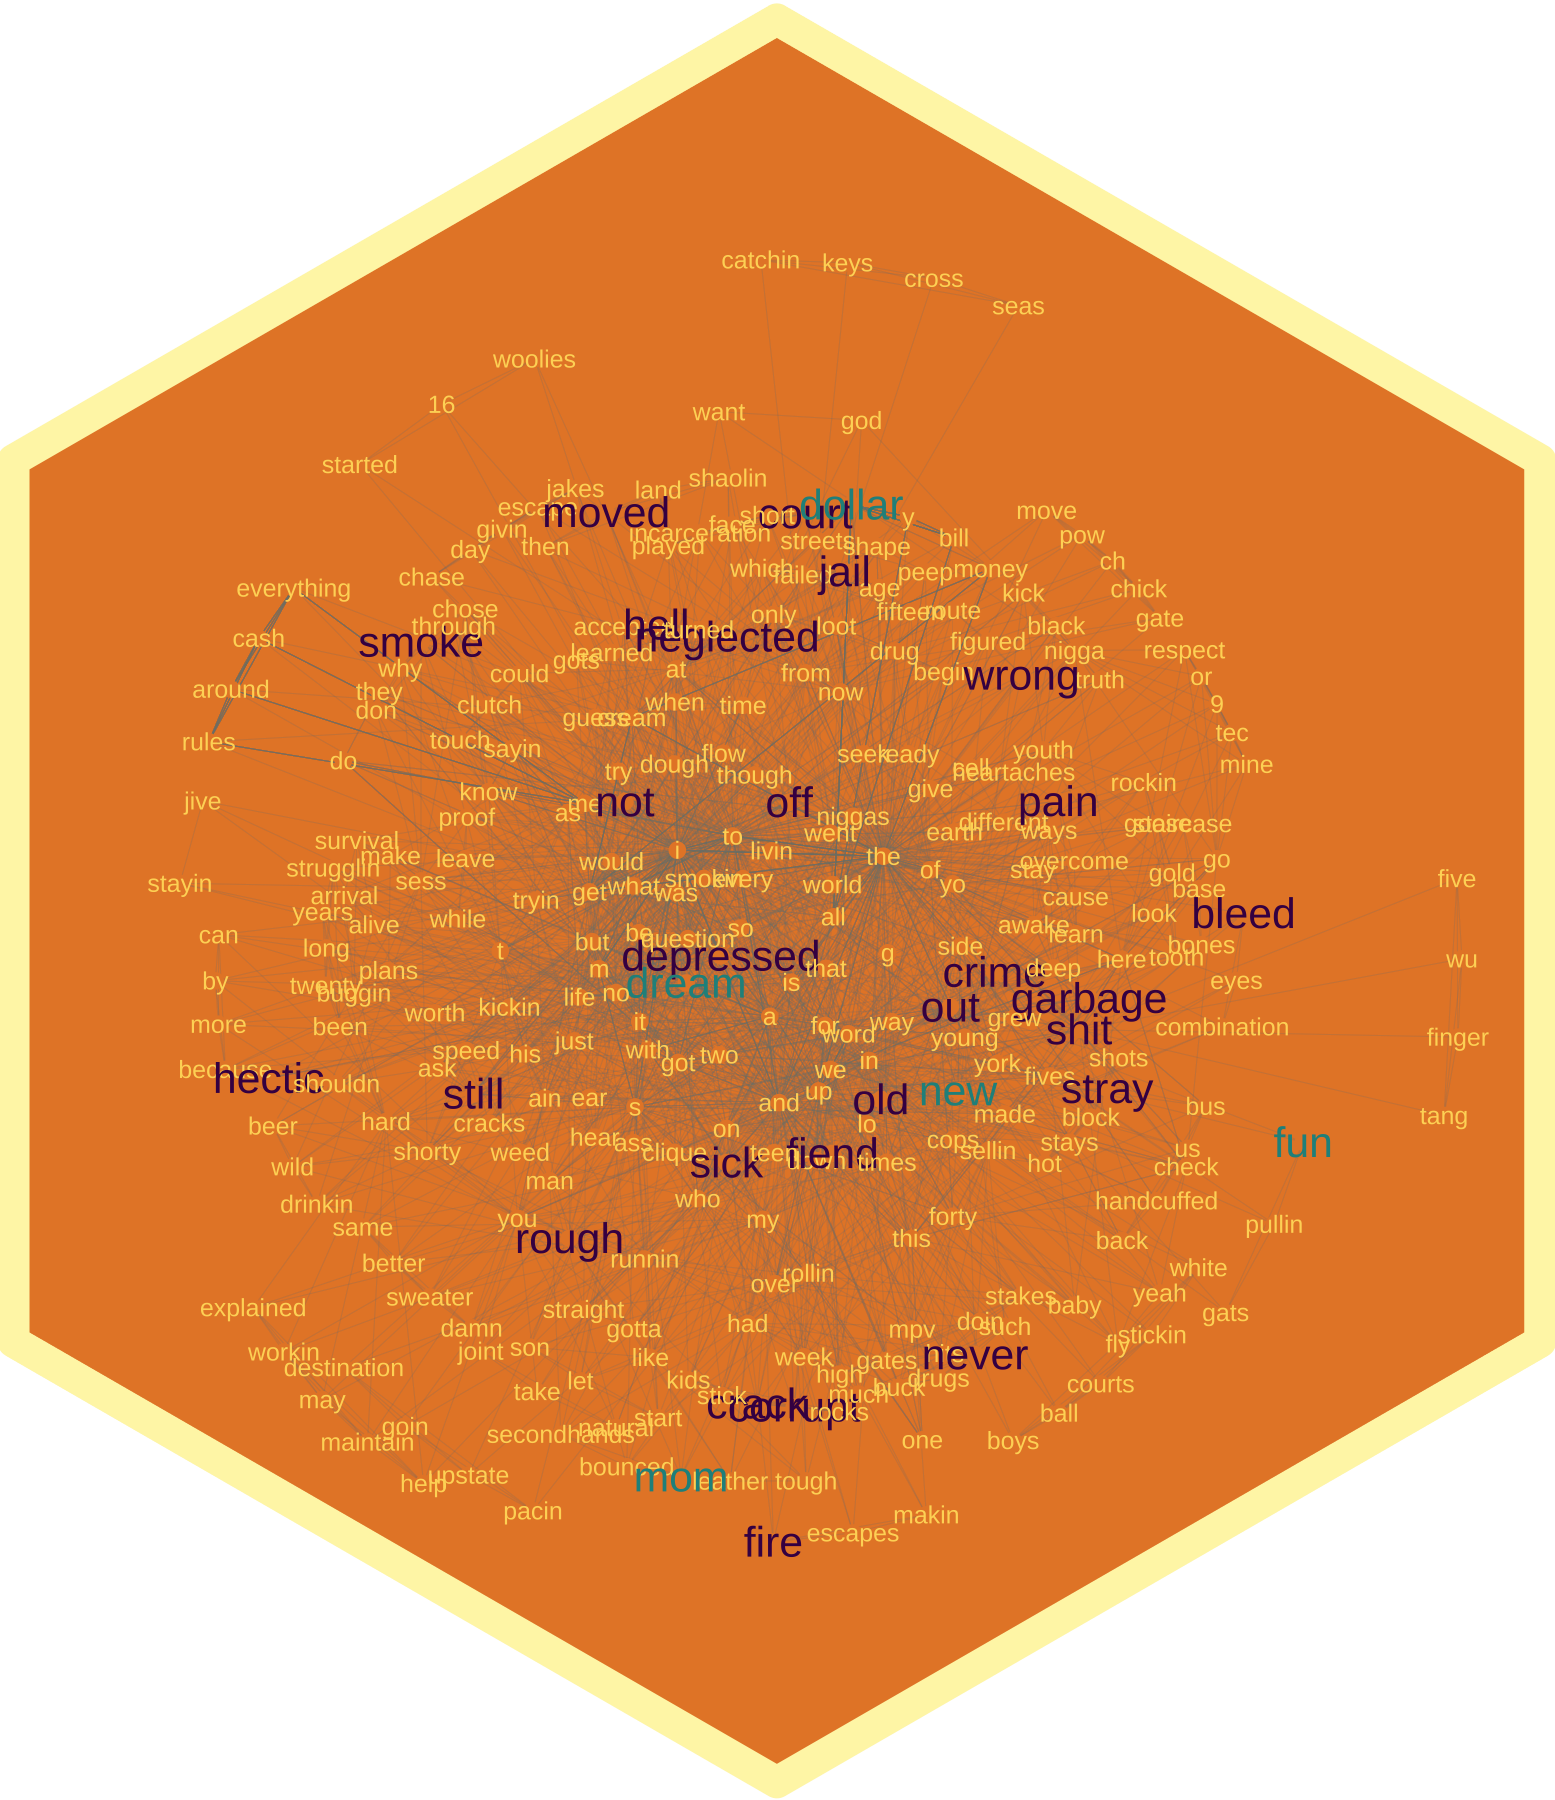 catchin keys cross
seas
woolies
16 want god
started
shaolin
jakes land
escape moved short court dollar y move
givin face
incarceration
day then played streets shape bill pow
which failed jail peep money ch
chase age kick chick
everything
chose only fifteen mute gate
through hell turned loot black
cash smoke neglected figured
learned drug nigga respect
gots
why could at from begin wrong truth or
around they now
don clutch when time 9
guess cream
rules touch sayin tec
do flow seek ready youth
try dough though cell heartaches mine
jive know me not off give pain rockin
proof as niggas
went earth different ways staircase
survival to
make leave would i livin the overcome go
strugglin of stay gold
stayin sess get what smokin every world yo base five
arrival tryin was cause
years alive while all look bleed
can be so awake learn
long t but question g side bones wu
depressed here tooth
plans m that crime deep
by twenty dream is eyes
buggin life no out garbage
worth kickin
more been it a for way grew shit combination finger
just word
speed his with two in young
because ask got we york shots
hectic shouldn still up new fives stray
ain ear s and old bus
beer hard cracks on lo made block tang
hear ass cops stays fun
shorty weed clique teen fiend sellin us
wild sick down times hot check
man who
drinkin handcuffed
same you my forty pullin
rough this back
better runnin white
rollin
over
explained sweater stakes baby yeah
straight gats
damn gotta had mpv doin such stickin
workin joint son like week fly
destination gates hits never
let kids high drugs courts
may take stick crack much buck
goin start corrupt rocks ball
maintain secondhands natural one boys
bounced
help upstate mom leather tough
pacin makin
fire escapes